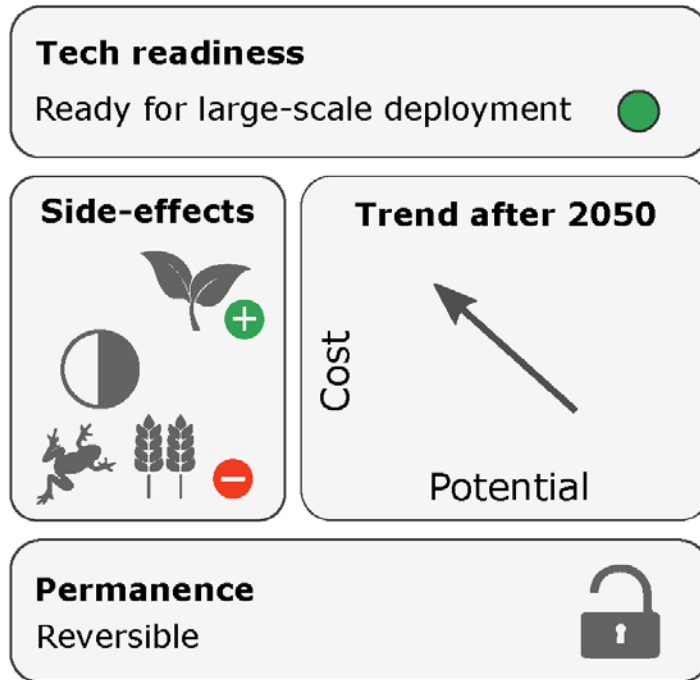 Tech readiness
Ready for large-scale deployment
Side-effects
Trend after 2050
Cost
Potential
Permanence
Reversible